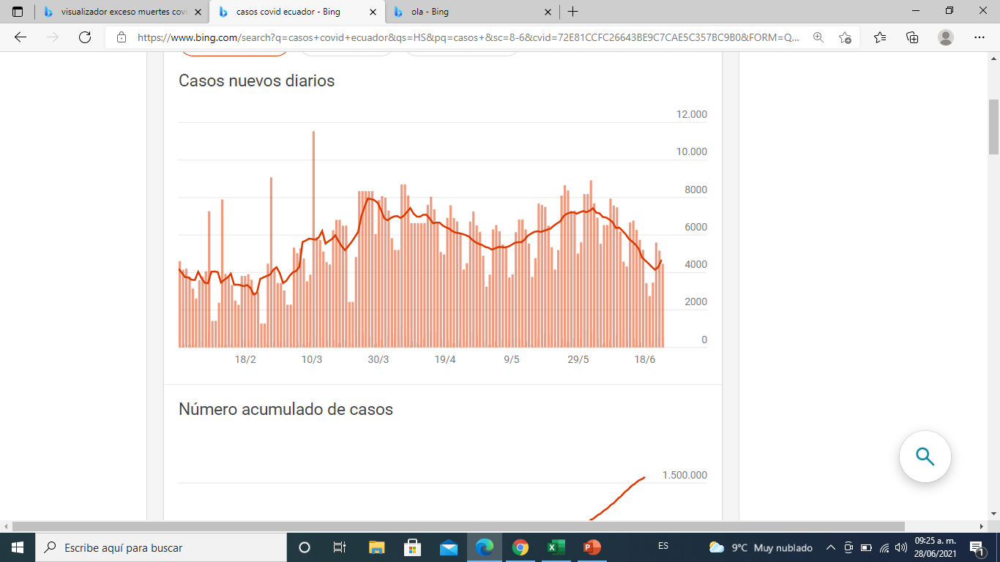 visualizador exceso muertes covi
casos covid ecuador - Bing
ola - Bing
https://www.bing.com/search?q=casos+covid+ecuador&qs=HS&pq=casos+&sc=8-6&cvid=72E81CCFC26643BE9C7CAE5C357BC9B0&FORM=Q...
Casos nuevos diarios
12.000
10.000
8000
6000
4000
2000
0
18/2 10/3 30/3 19/4 9/5 29/5 18/6
Número acumulado de casos
1.500.000
Escribe aquí para buscar
ES
9°C Muy nublado
09:25 a. m.
28/06/2021
1